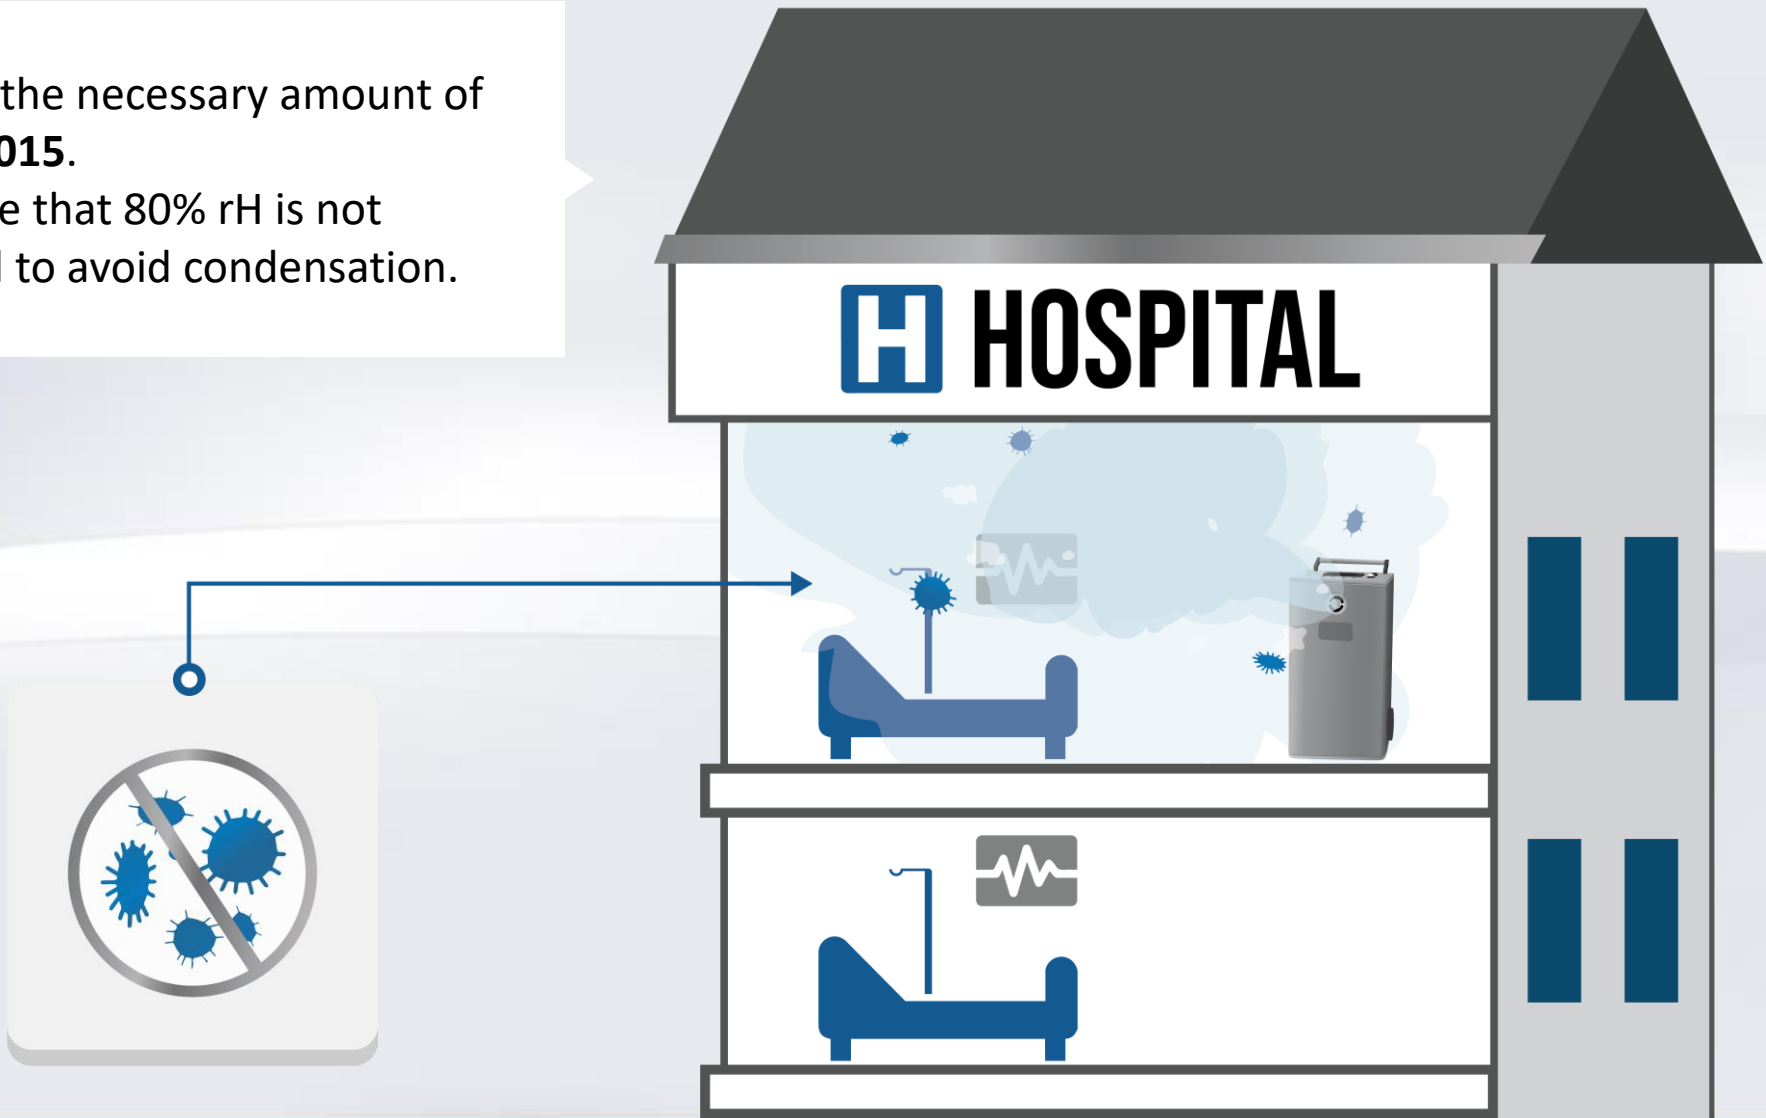 the necessary amount of
015.
e that 80% rH is not
to avoid condensation.
H HOSPITAL